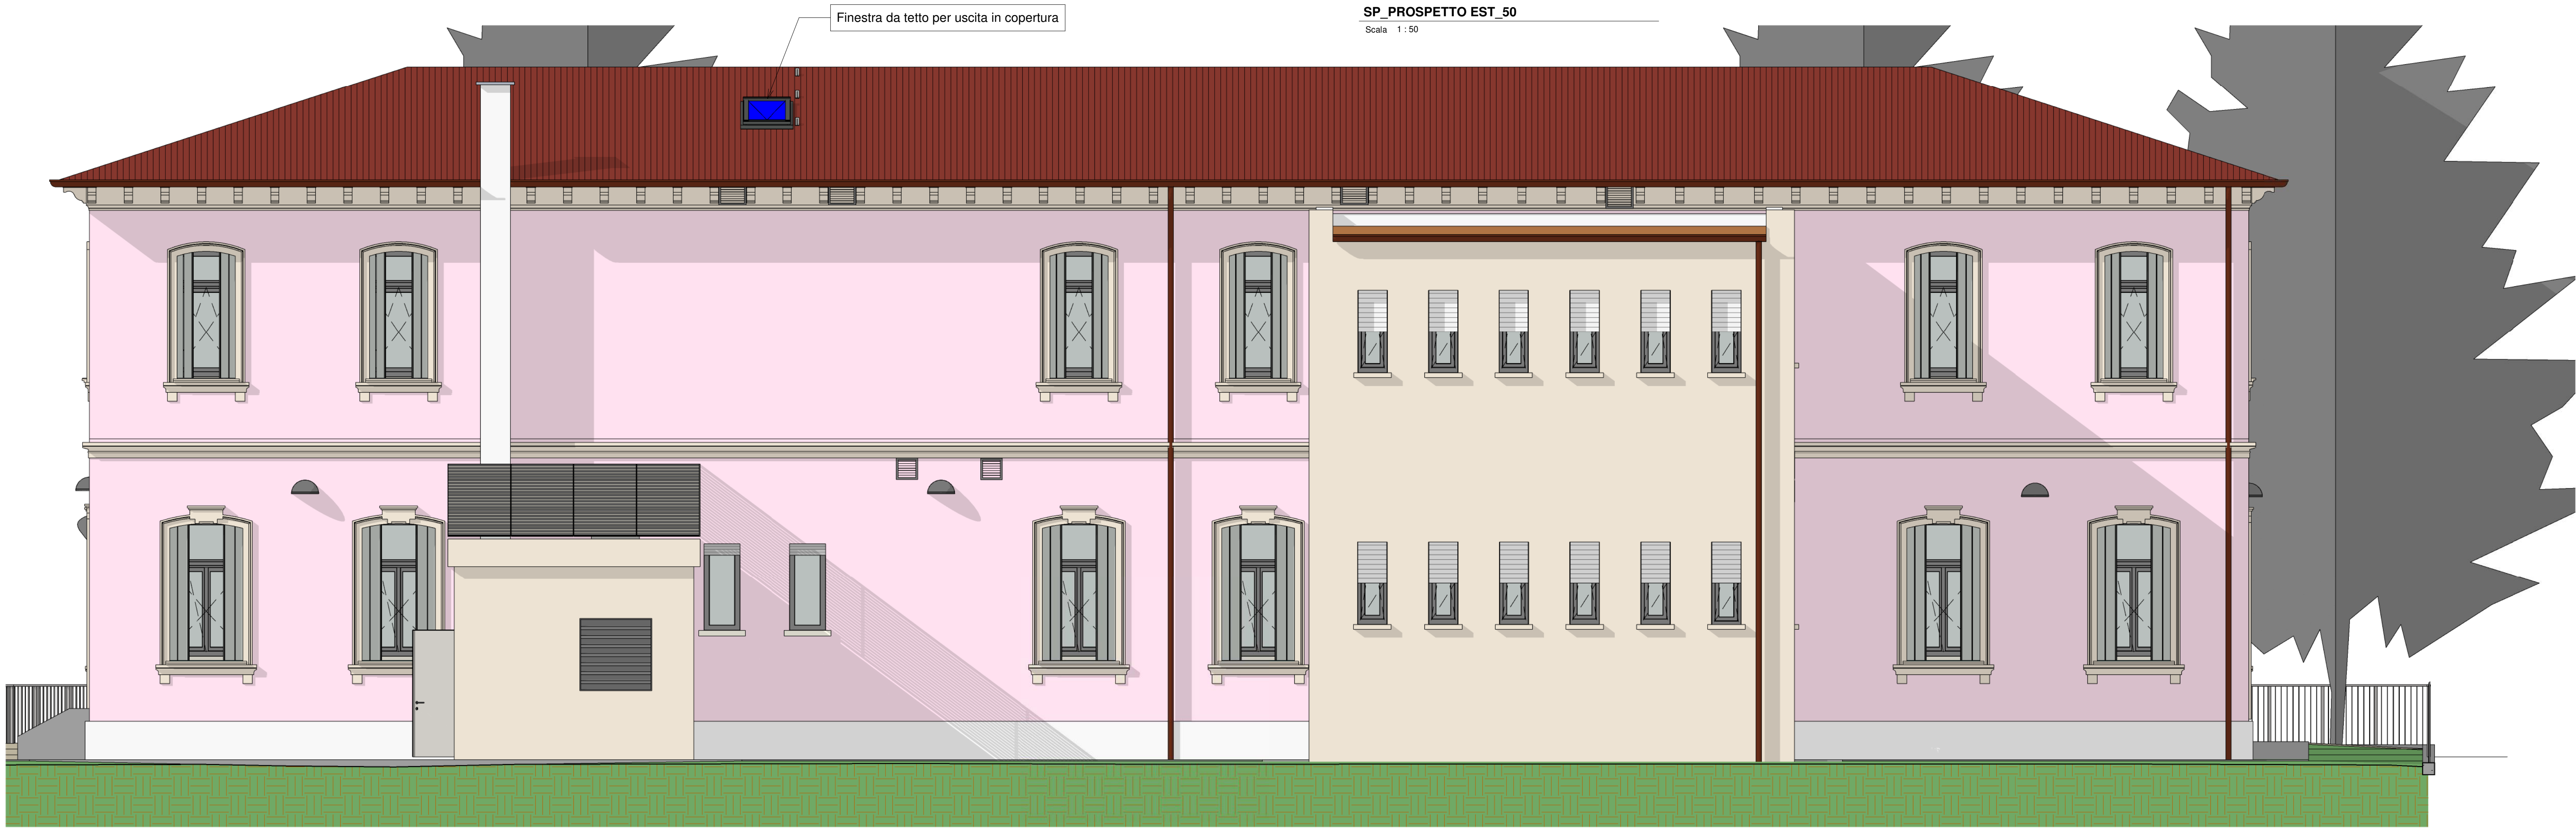 Finestra da tetto per uscita in copertura
SP_PROSPETTO EST_50
Scala 1 : 50